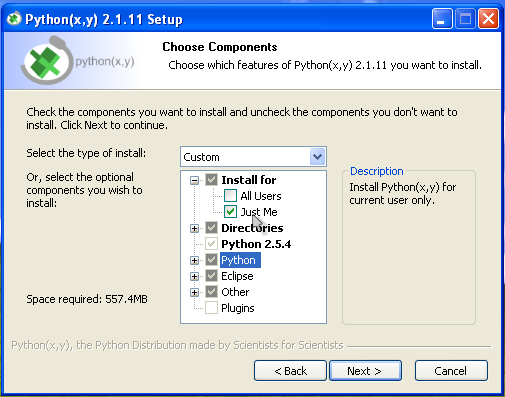 Python(x,y) 2.1.11 Setup
python(x,y)
Choose Components
Choose which features of Python(x,y) 2.1.11 you want to install.
Check the components you want to install and uncheck the components you don't want to
install. Click Next to continue.
Select the type of install:
Custom
Or, select the optional
components you wish to
install:
Install for
All Users
Just Me
Directories
Python 2.5.4
Python
Eclipse
Other
Plugins
Description
Install Python(x,y) for
current user only.
Space required: 557.4MB
Python(x,y), the Python Distribution made by Scientists for Scientists
< Back
Next >
Cancel